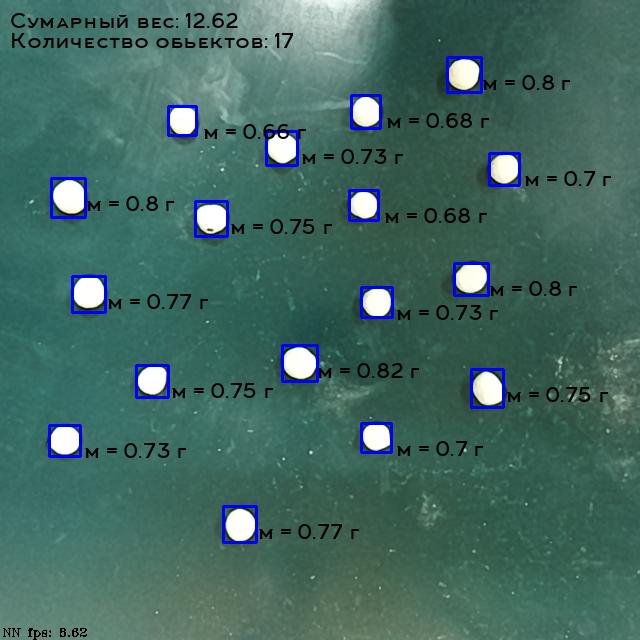 Сумарный вес: 12.62
Количество обьектов: 17
м = 0.8 г
м = 0.68 г
м = 0.66 г
м = 0.73 г
м = 0.7 г
м = 0.8 г
м = 0.68 г
м = 0.75 г
м = 0.8 г
м = 0.77 г
м = 0.73 г
м = 0.82 г
м = 0.75 г
м = 0.75 г
м = 0.7 г
м = 0.73 г
м = 0.77 г
NN fps: 8.62